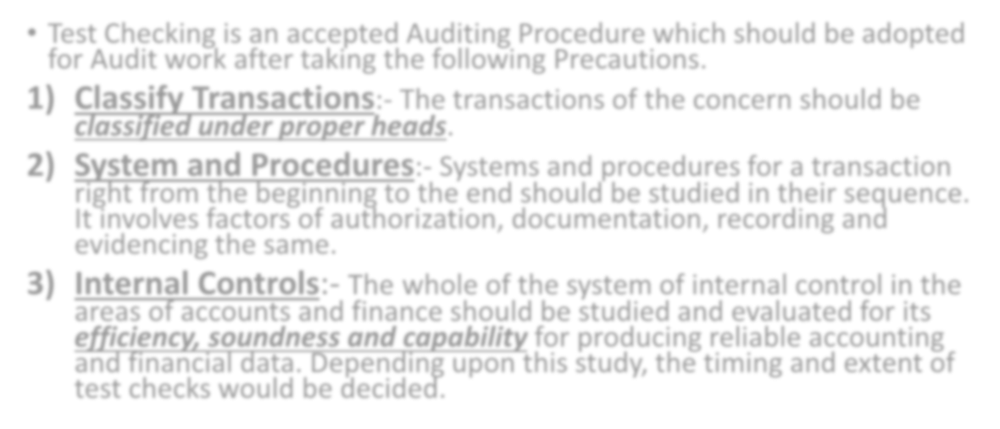 • Test Checking is an accepted Auditing Procedure which should be adopted
for Audit work after taking the following Precautions.
1) Classify Transactions:- The transactions of the concern should be
classified under proper heads.
2) System and Procedures:- Systems and procedures for a transaction
right from the beginning to the end should be studied in their sequence.
It involves factors of authorization, documentation, recording and
evidencing the same.
3) Internal Controls:- The whole of the system of internal control in the
areas of accounts and finance should be studied and evaluated for its
efficiency, soundness and capability for producing reliable accounting
and financial data. Depending upon this study, the timing and extent of
test checks would be decided.